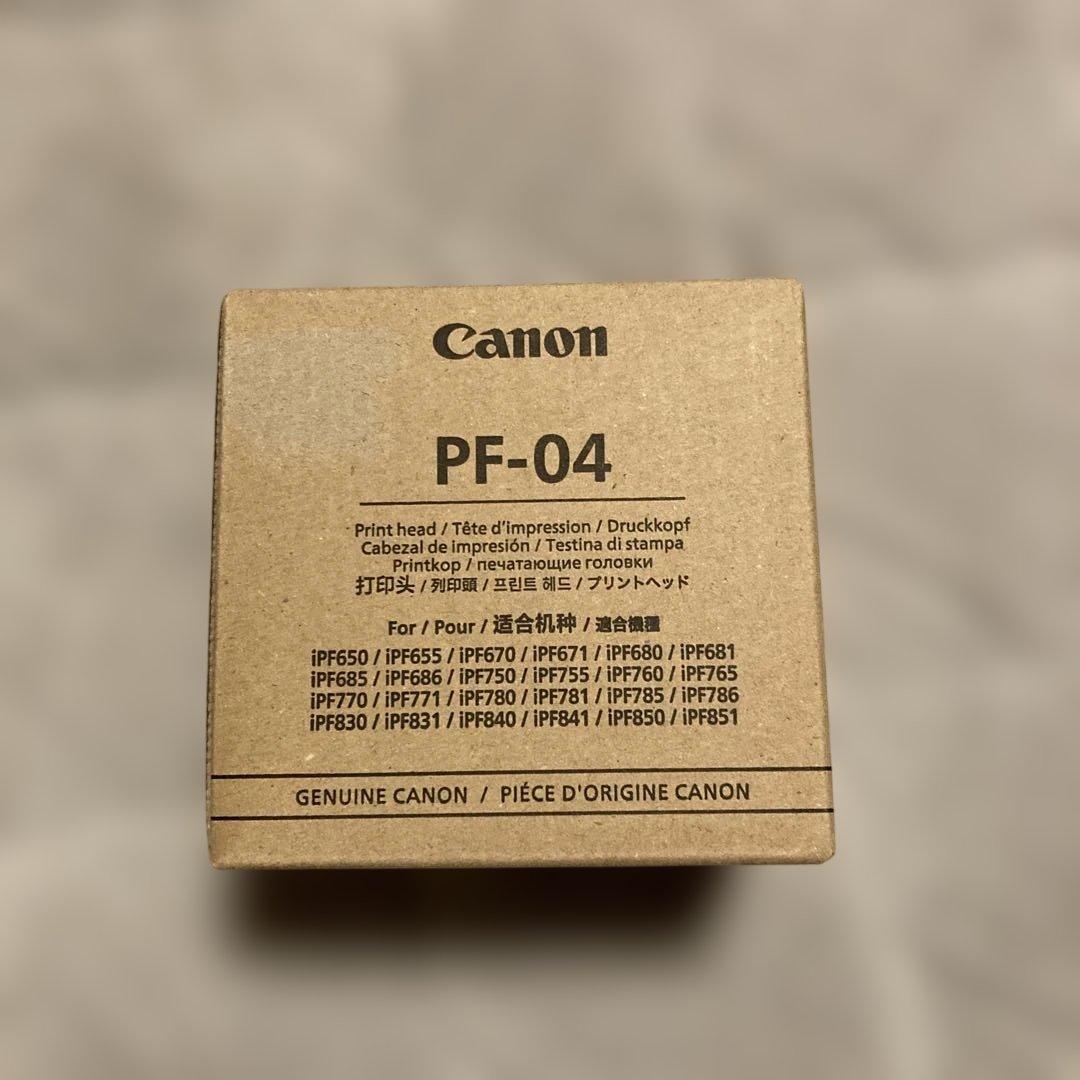 Canon
PF-04
Print head / Tête d'impression / Druckkopf
Cabezal de impresión / Testina di stampa
Printkop / печатающие головки
打印头 / 列印頭 / 프린트 헤드 / プリントヘッド
For / Pour / 适合机种 / 適合機種
iPF650 / iPF655 / iPF670 / iPF671 / iPF680 / iPF681
iPF685 / iPF686 / iPF750 / iPF755 / iPF760 / iPF765
iPF770 / iPF771 / iPF780 / iPF781 / iPF785 / iPF786
iPF830 / iPF831 / iPF840 / iPF841 / iPF850 / iPF851
GENUINE CANON / PIÉCE D'ORIGINE CANON